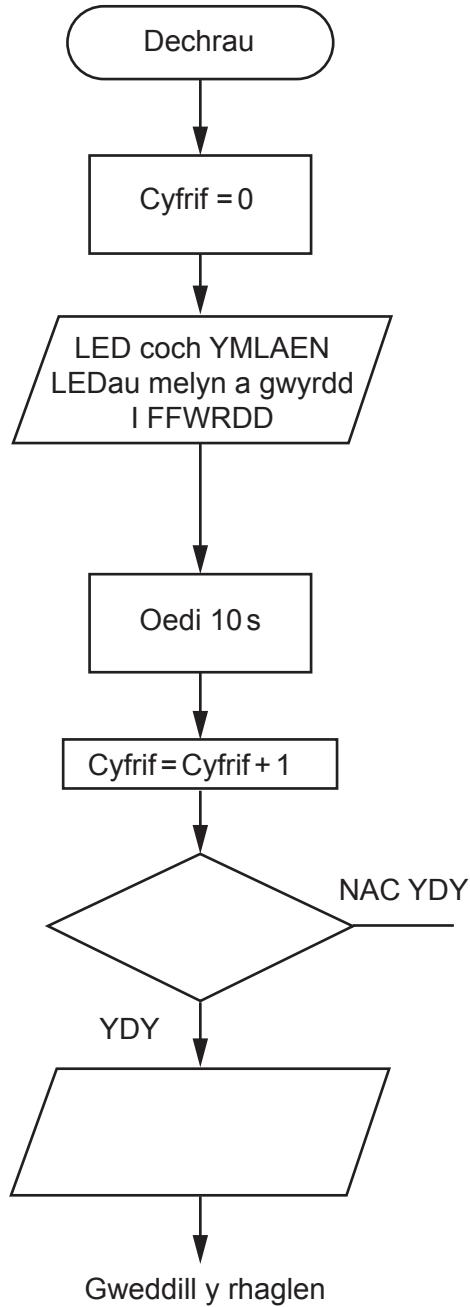 Dechrau
Cyfrif = 0
LED coch YMLAEN
LEDau melyn a gwyrdd
I FFWRDD
Oedi 10 s
Cyfrif = Cyfrif + 1
NAC YDY
YDY
Gweddill y rhaglen